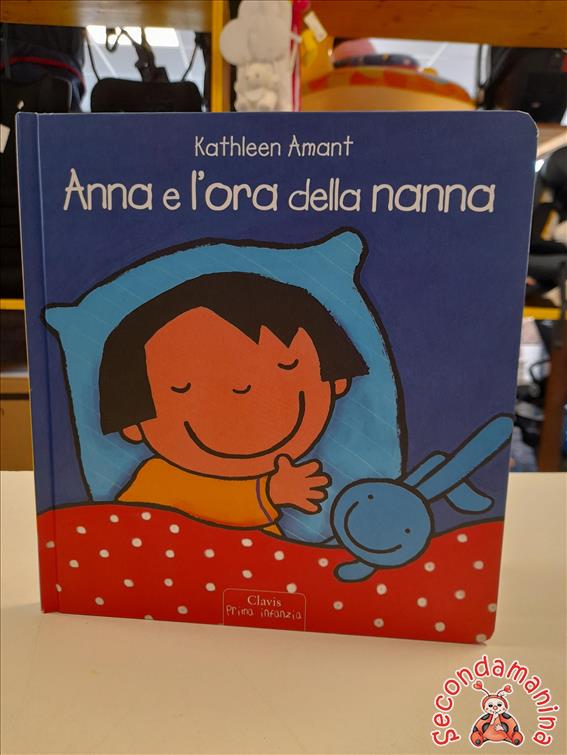 Kathleen Amant
Anna e l'ora della nanna
Clavis
Prima infanzia
Secondamanina